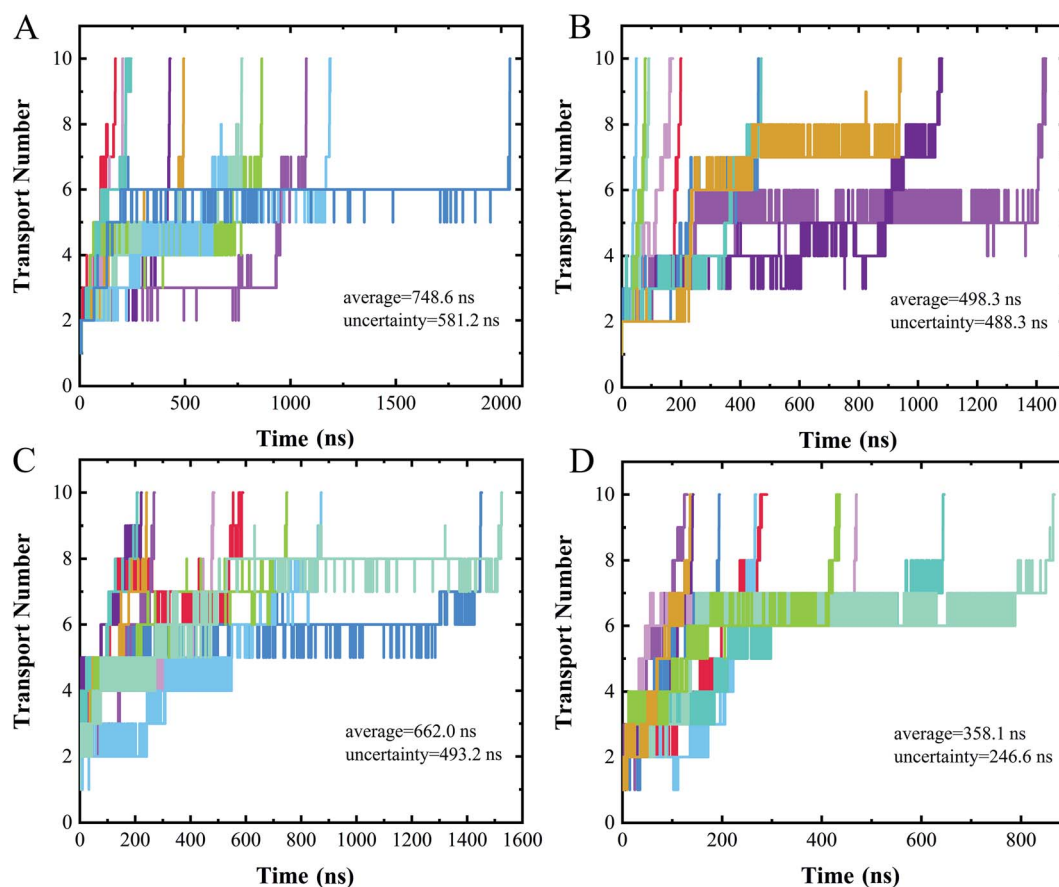 A
Transport Number
10
8
6
4
2
0
average=748.6 ns
uncertainty=581.2 ns
0 500 1000 1500 2000
Time (ns)
B
Transport Number
10
8
6
4
2
0
average=498.3 ns
uncertainty=488.3 ns
0 200 400 600 800 1000 1200 1400
Time (ns)
C
Transport Number
10
8
6
4
2
0
average=662.0 ns
uncertainty=493.2 ns
0 200 400 600 800 1000 1200 1400 1600
Time (ns)
D
Transport Number
10
8
6
4
2
0
average=358.1 ns
uncertainty=246.6 ns
0 200 400 600 800
Time (ns)